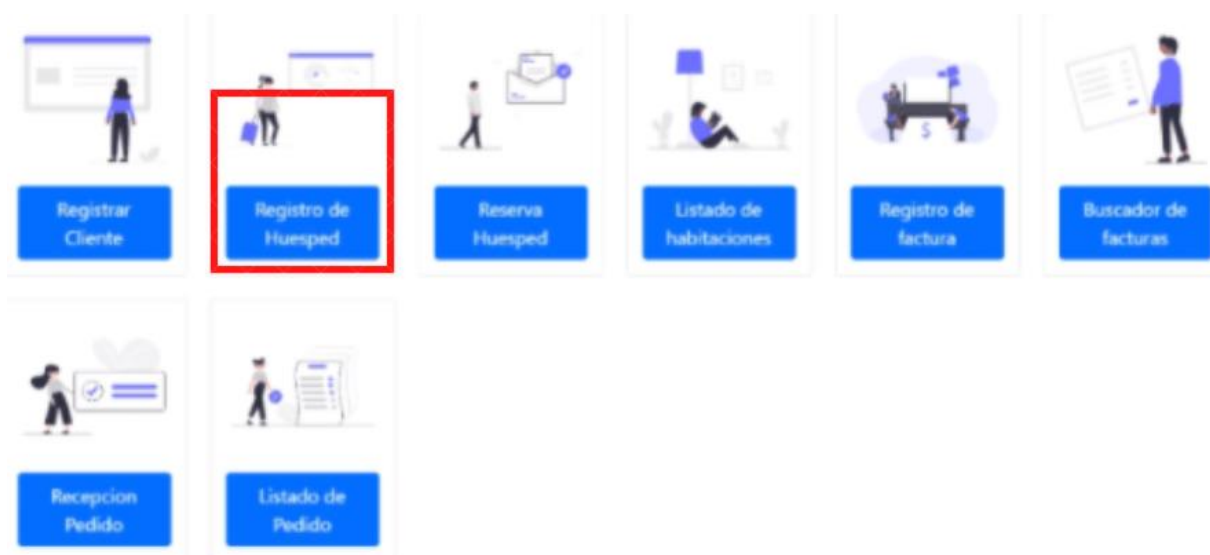 Registrar
Cliente
Registro de
Huesped
Reserva
Huesped
Listado de
habitaciones
Registro de
factura
Buscador de
facturas
$
Recepcion
Pedido
Listado de
Pedido